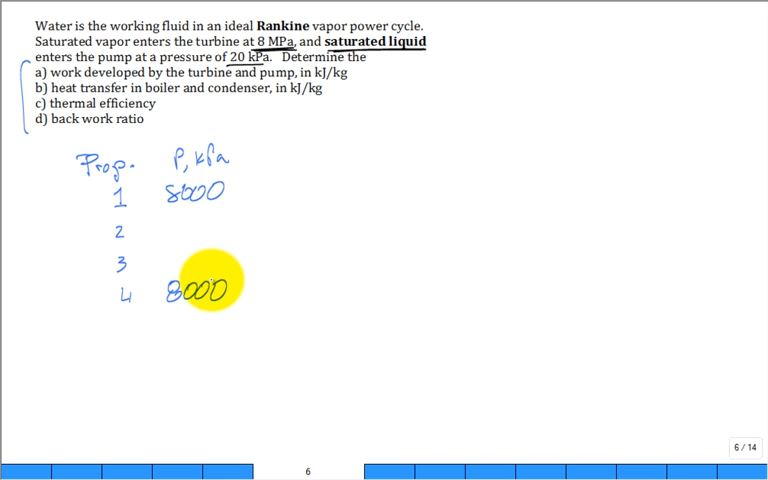 Water is the working fluid in an ideal Rankine vapor power cycle.
Saturated vapor enters the turbine at 8 MPa, and saturated liquid
enters the pump at a pressure of 20 kPa. Determine the
a) work developed by the turbine and pump, in kJ/kg
b) heat transfer in boiler and condenser, in kJ/kg
c) thermal efficiency
d) back work ratio
Prop. P, kPa
1 8000
2
3
4 8000
6 / 14
6